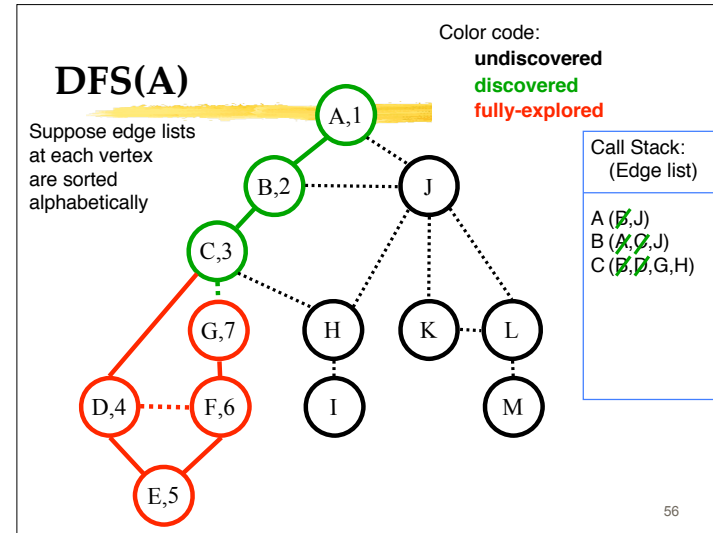 Color code:
undiscovered
discovered
fully-explored
DFS(A)
Suppose edge lists
at each vertex
are sorted
alphabetically
A,1
B,2
J
C,3
G,7
H
K
L
D,4
F,6
I
M
E,5
Call Stack:
(Edge list)
A (B,J)
B (A,C,J)
C (B,D,G,H)
56